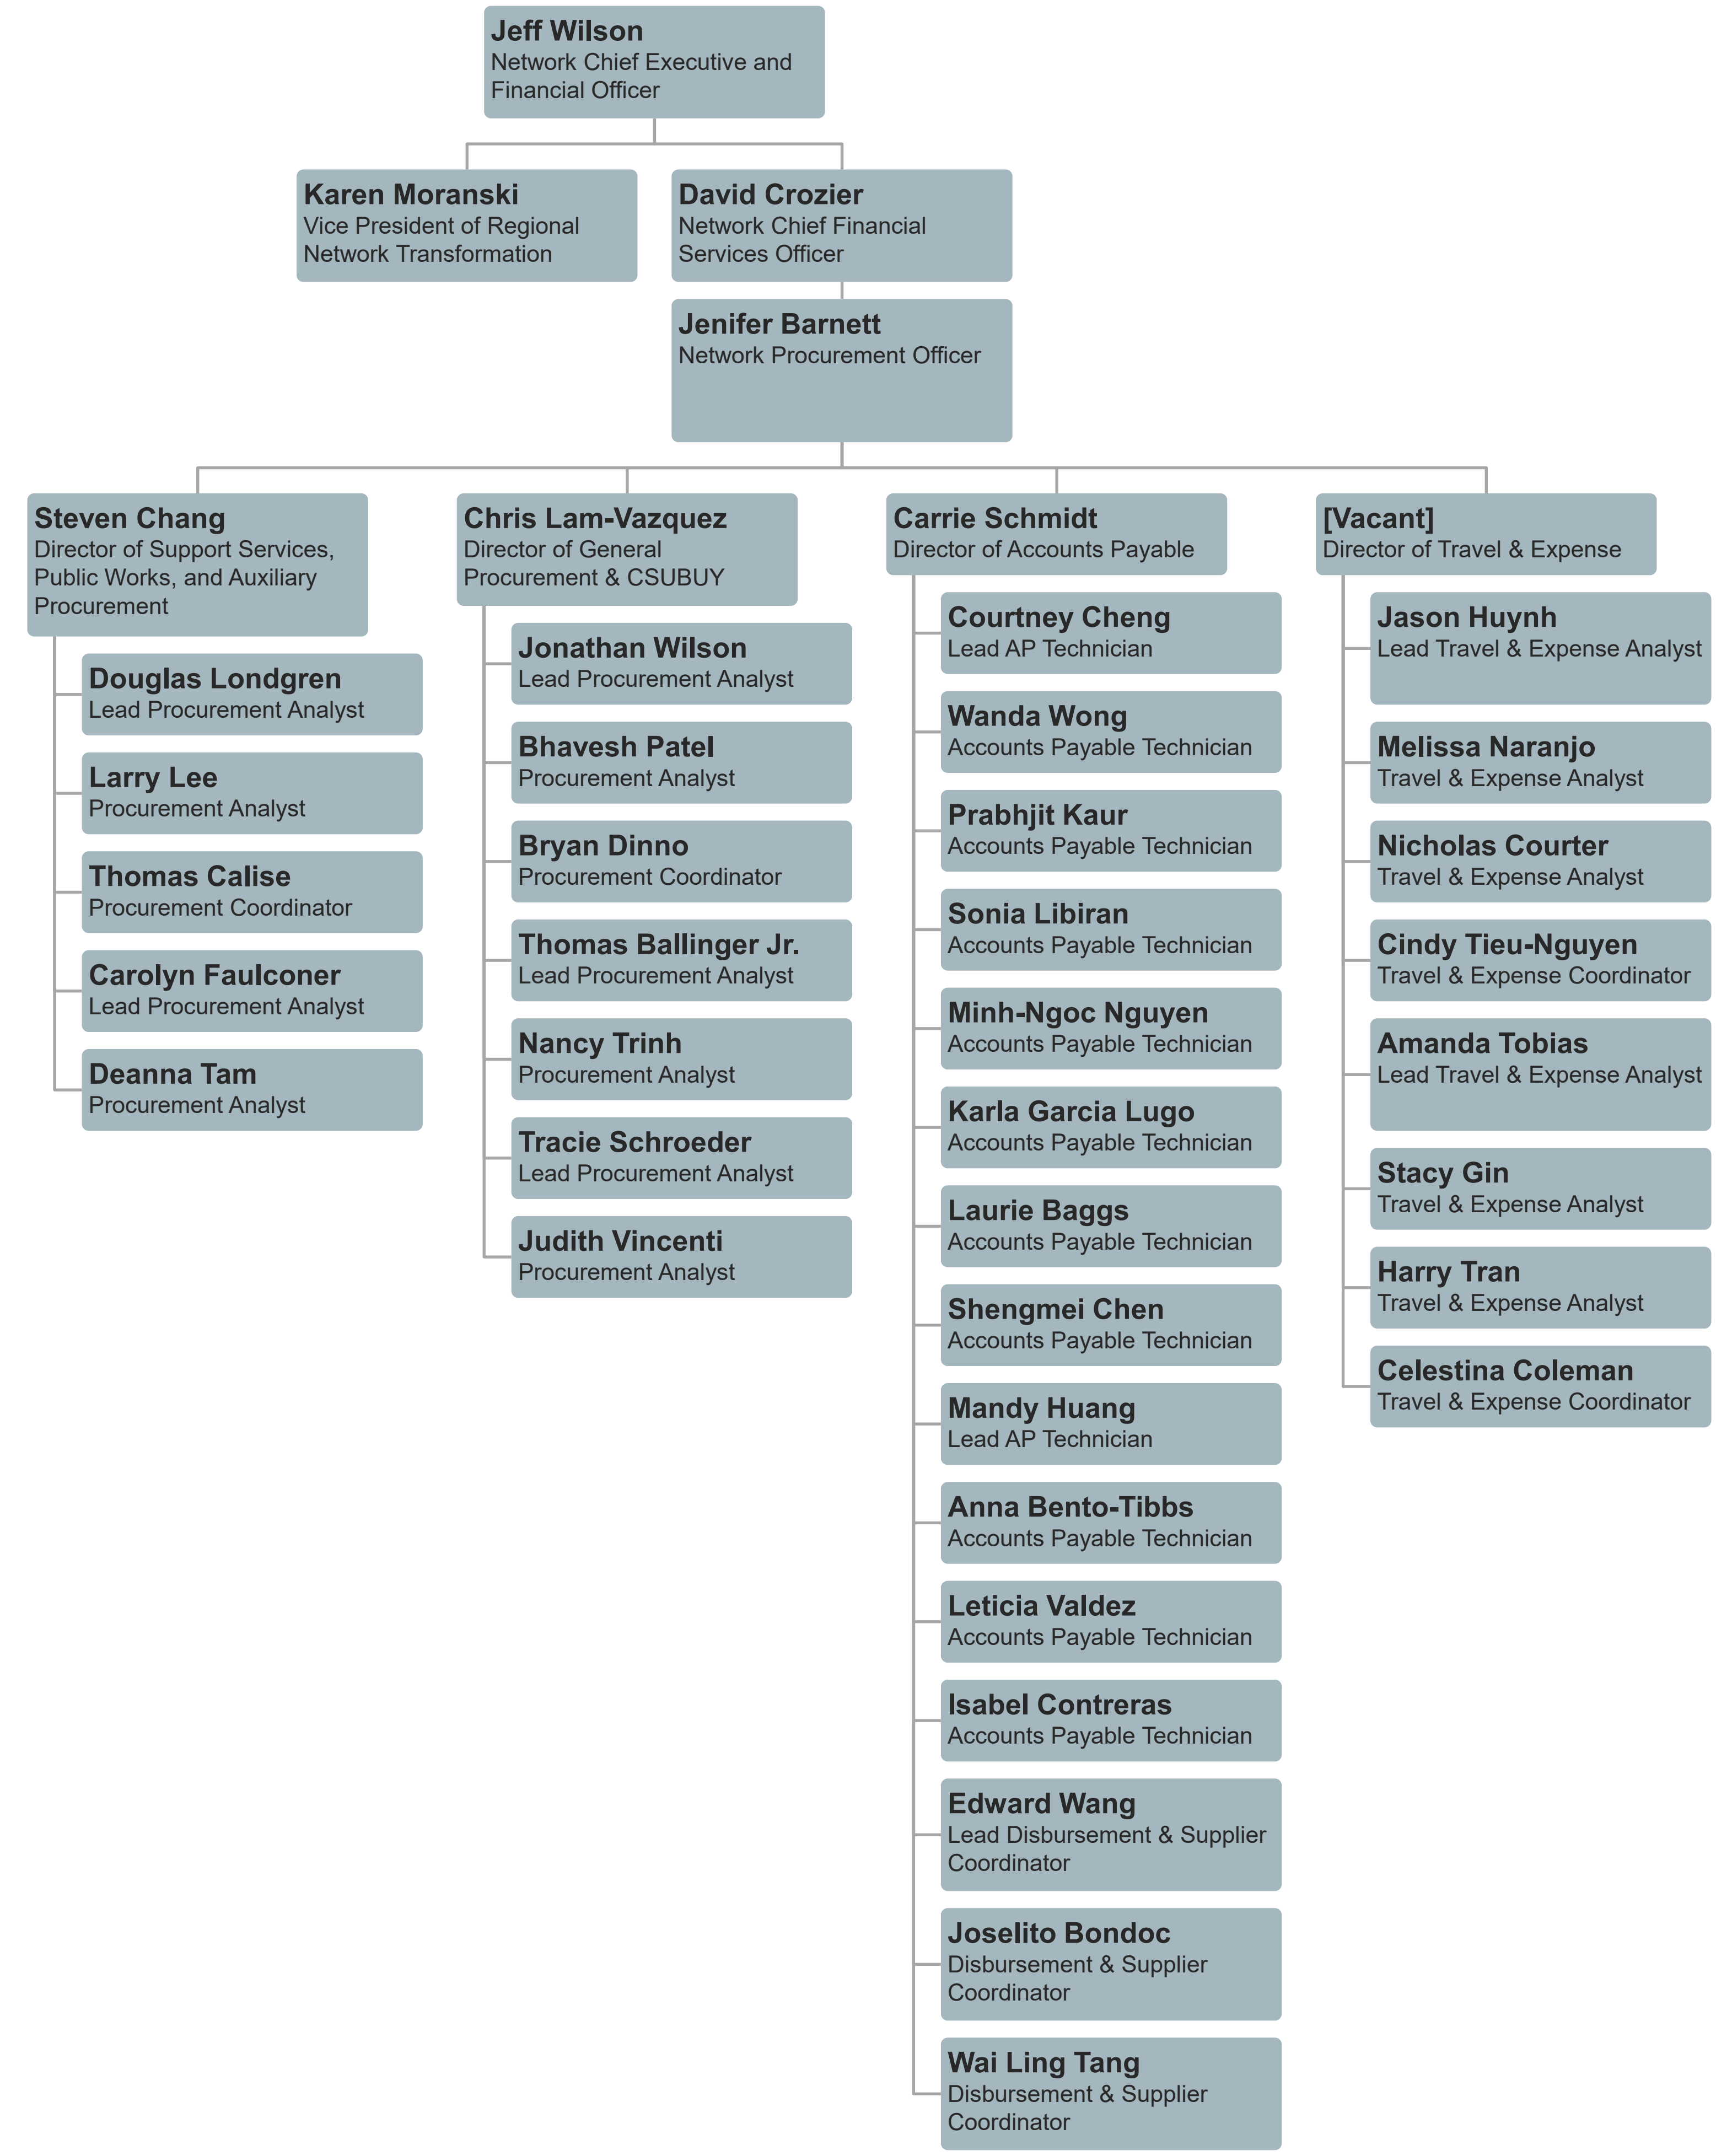 Jeff Wilson
Network Chief Executive and
Financial Officer
Karen Moranski
Vice President of Regional
Network Transformation
David Crozier
Network Chief Financial
Services Officer
Jenifer Barnett
Network Procurement Officer
Steven Chang
Director of Support Services,
Public Works, and Auxiliary
Procurement
Douglas Londgren
Lead Procurement Analyst
Larry Lee
Procurement Analyst
Thomas Calise
Procurement Coordinator
Carolyn Faulconer
Lead Procurement Analyst
Deanna Tam
Procurement Analyst
Chris Lam-Vazquez
Director of General
Procurement & CSUBUY
Jonathan Wilson
Lead Procurement Analyst
Bhavesh Patel
Procurement Analyst
Bryan Dinno
Procurement Coordinator
Thomas Ballinger Jr.
Lead Procurement Analyst
Nancy Trinh
Procurement Analyst
Tracie Schroeder
Lead Procurement Analyst
Judith Vincenti
Procurement Analyst
Carrie Schmidt
Director of Accounts Payable
Courtney Cheng
Lead AP Technician
Wanda Wong
Accounts Payable Technician
Prabhjit Kaur
Accounts Payable Technician
Sonia Libiran
Accounts Payable Technician
Minh-Ngoc Nguyen
Accounts Payable Technician
Karla Garcia Lugo
Accounts Payable Technician
Laurie Baggs
Accounts Payable Technician
Shengmei Chen
Accounts Payable Technician
Mandy Huang
Lead AP Technician
Anna Bento-Tibbs
Accounts Payable Technician
Leticia Valdez
Accounts Payable Technician
Isabel Contreras
Accounts Payable Technician
Edward Wang
Lead Disbursement & Supplier
Coordinator
Joselito Bondoc
Disbursement & Supplier
Coordinator
Wai Ling Tang
Disbursement & Supplier
Coordinator
[Vacant]
Director of Travel & Expense
Jason Huynh
Lead Travel & Expense Analyst
Melissa Naranjo
Travel & Expense Analyst
Nicholas Courter
Travel & Expense Analyst
Cindy Tieu-Nguyen
Travel & Expense Coordinator
Amanda Tobias
Lead Travel & Expense Analyst
Stacy Gin
Travel & Expense Analyst
Harry Tran
Travel & Expense Analyst
Celestina Coleman
Travel & Expense Coordinator